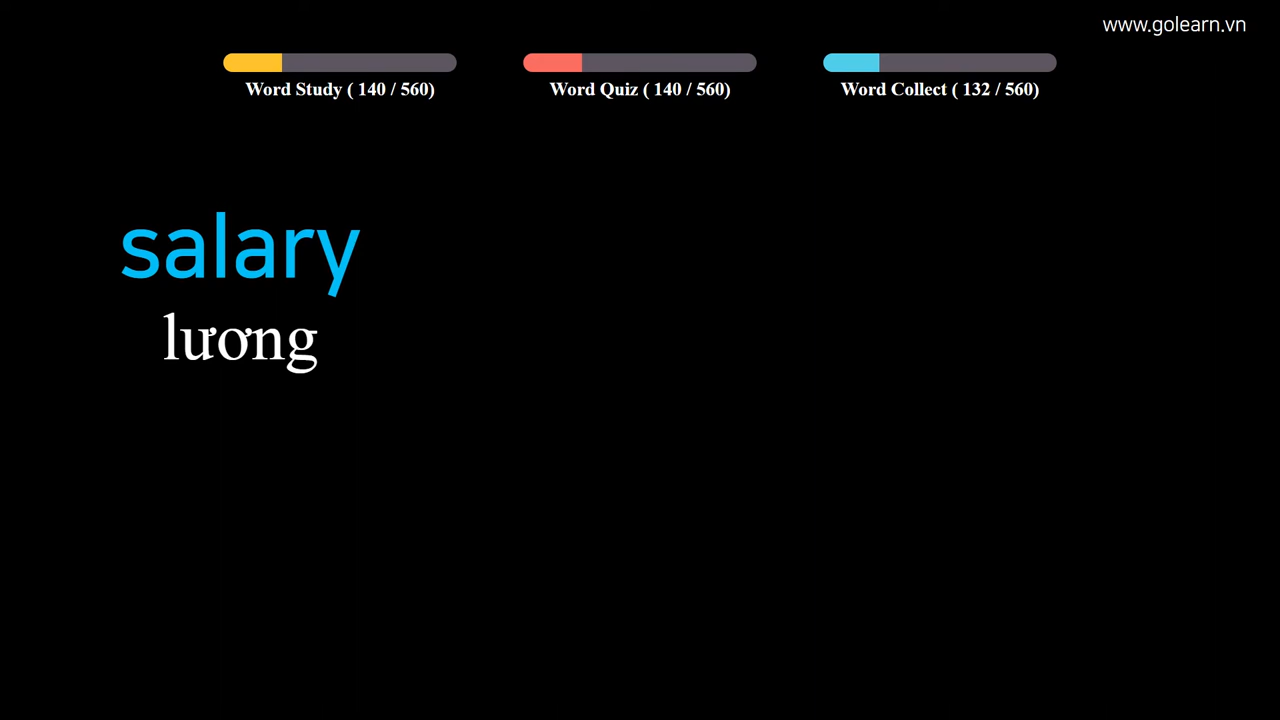 www.golearn.vn
Word Study ( 140 / 560)
Word Quiz ( 140 / 560)
Word Collect ( 132 / 560)
salary
lương